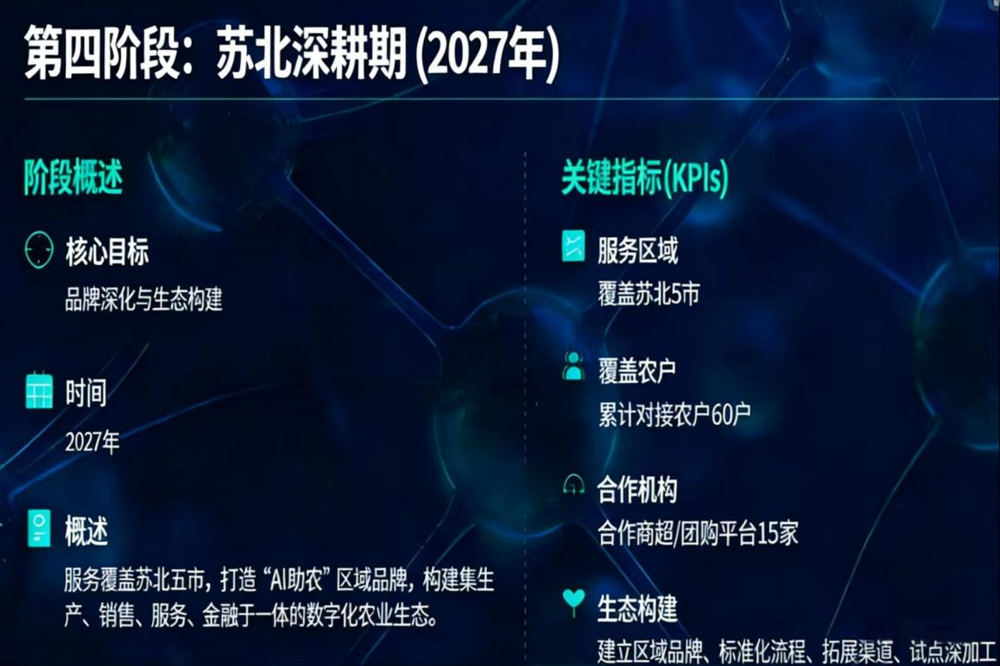 第四阶段：苏北深耕期 (2027年)
阶段概述
核心目标
品牌深化与生态构建
时间
2027年
概述
服务覆盖苏北五市，打造“AI助农”区域品牌，构建集生
产、销售、服务、金融于一体的数字化农业生态。
关键指标(KPIs)
服务区域
覆盖苏北5市
覆盖农户
累计对接农户60户
合作机构
合作商超/团购平台15家
生态构建
建立区域品牌、标准化流程、拓展渠道、试点深加工